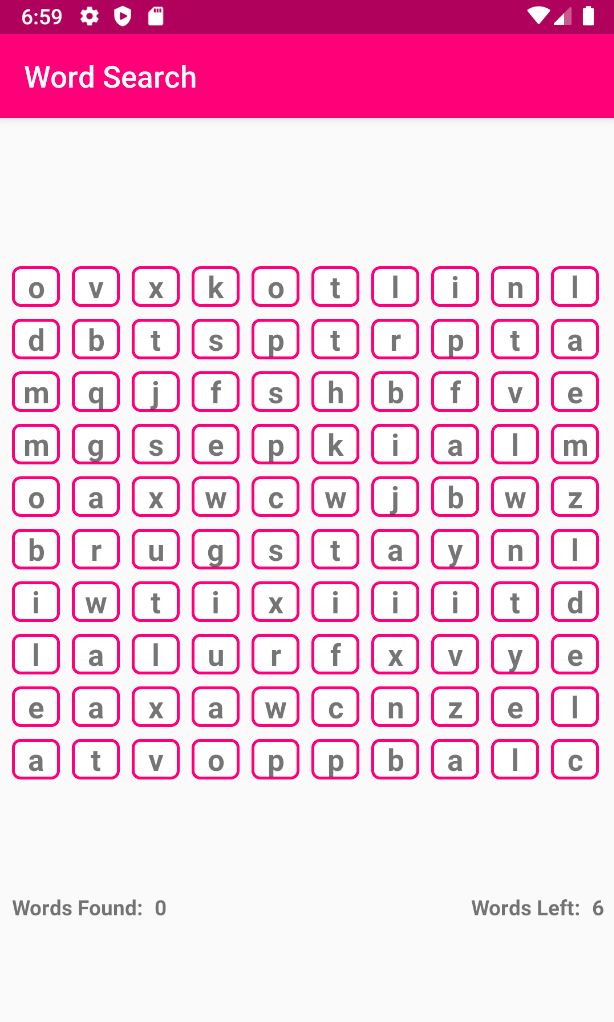 6:59
Word Search
o v x k o t l i n l
d b t s p t r p t a
m q j f s h b f v e
m g s e p k i a l m
o a x w c w j b w z
b r u g s t a y n l
i w t i x i i i t d
l a l u r f x v y e
e a x a w c n z e l
a t v o p p b a l c
Words Found: 0 Words Left: 6